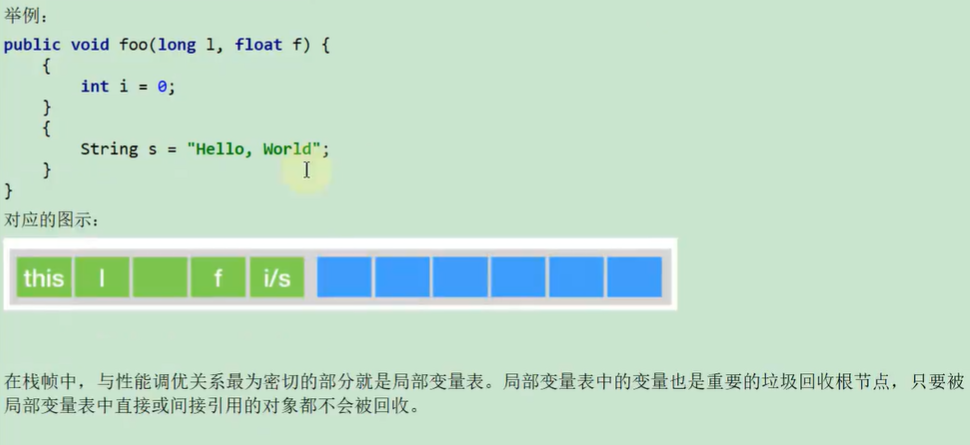 举例：
public void foo(long l, float f) {
    {
        int i = 0;
    }
    {
        String s = "Hello, World";
    }
}
对应的图示：
this l f i/s
在栈帧中，与性能调优关系最为密切的部分就是局部变量表。局部变量表中的变量也是重要的垃圾回收根节点，只要被
局部变量表中直接或间接引用的对象都不会被回收。